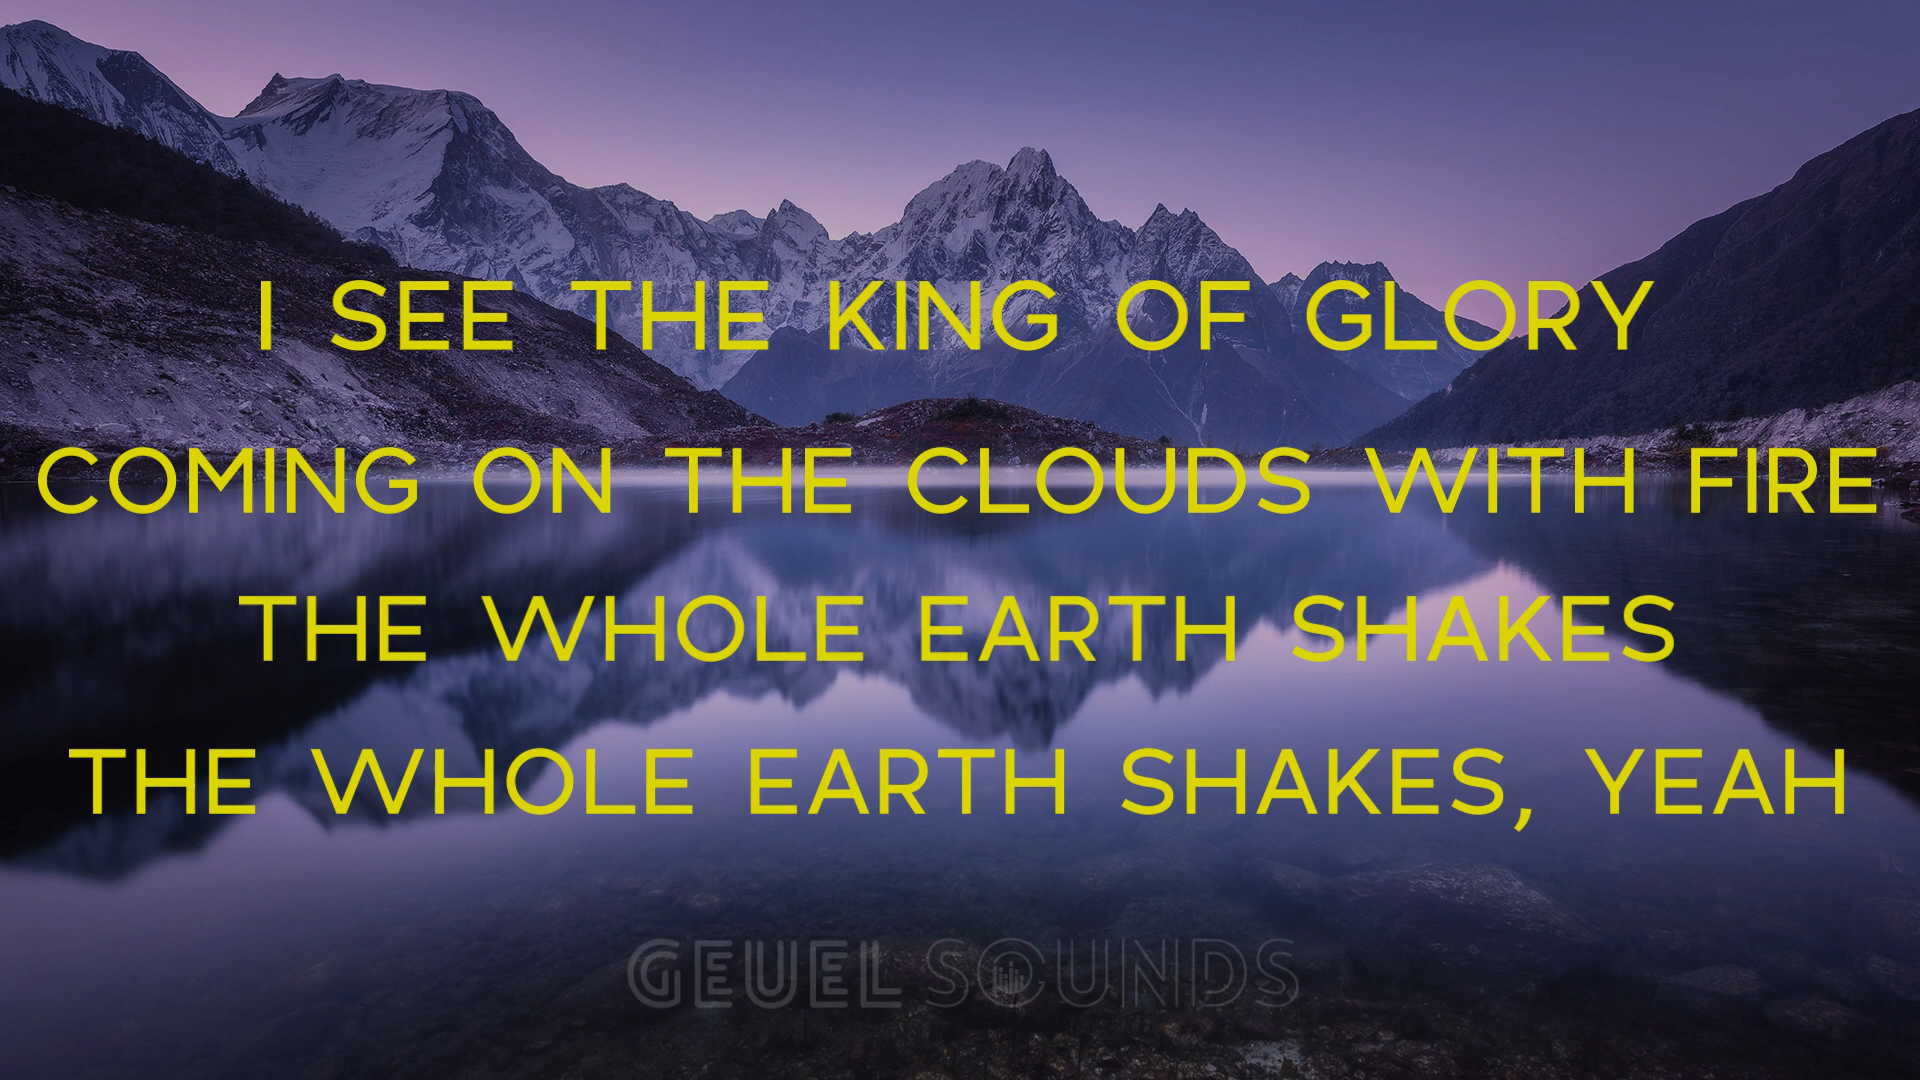 I SEE THE KING OF GLORY
COMING ON THE CLOUDS WITH FIRE
THE WHOLE EARTH SHAKES
THE WHOLE EARTH SHAKES, YEAH
GEUEL SOUNDS